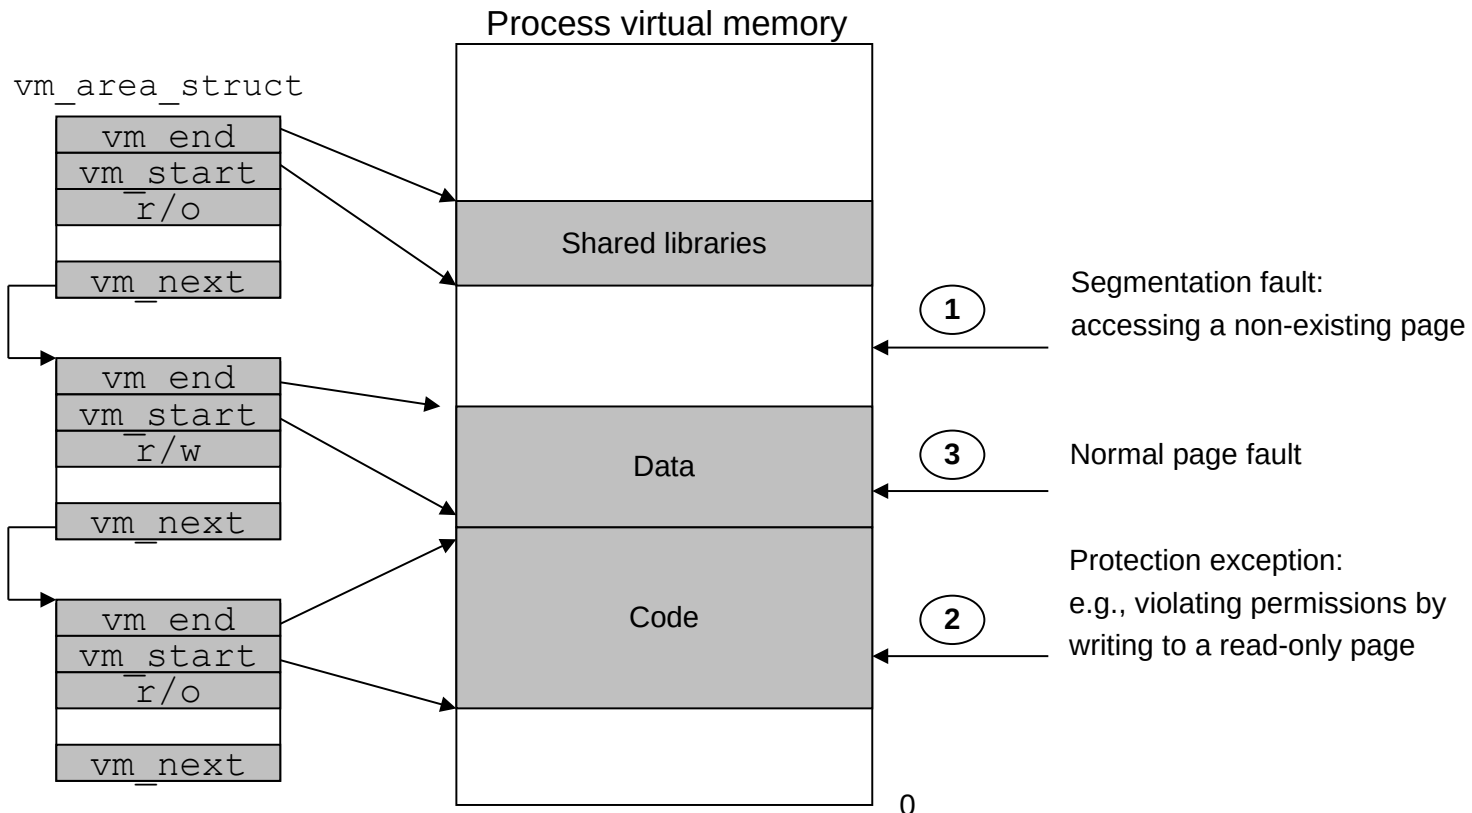 Process virtual memory
vm_area_struct
vm_end
vm_start
r/o
vm_next
vm_end
vm_start
r/w
vm_next
vm_end
vm_start
r/o
vm_next
Shared libraries
Data
Code
0
1
Segmentation fault:
accessing a non-existing page
3
Normal page fault
2
Protection exception:
e.g., violating permissions by
writing to a read-only page